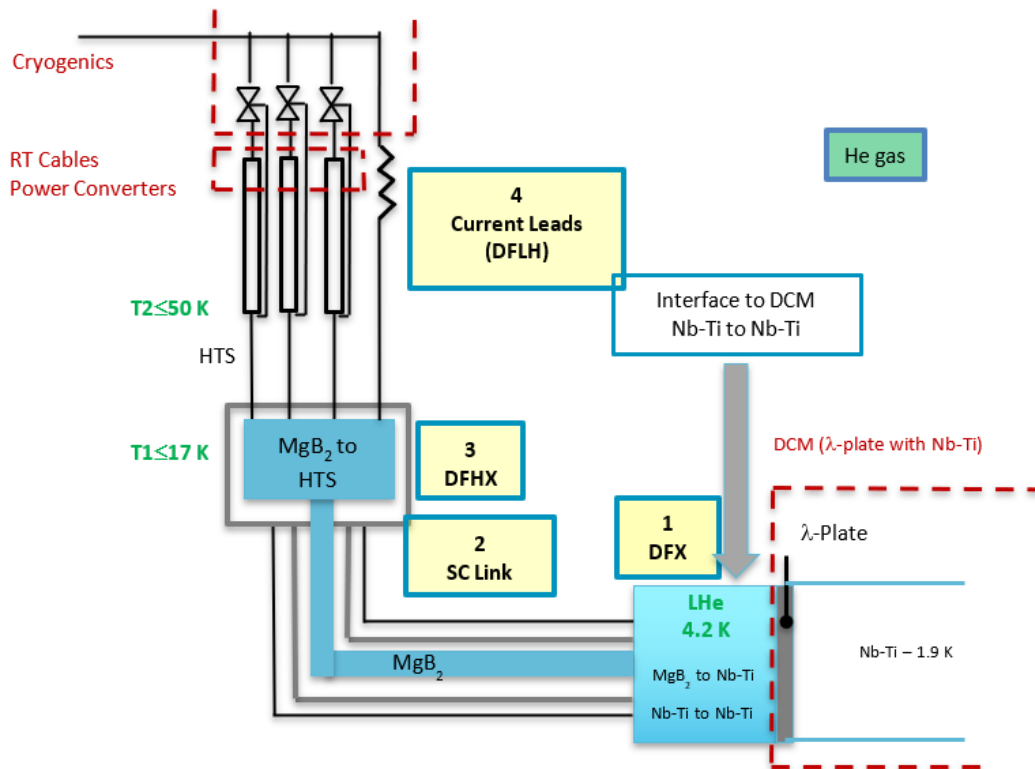 Cryogenics
RT Cables
Power Converters
He gas
4
Current Leads
(DFLH)
T2≤50 K
Interface to DCM
Nb-Ti to Nb-Ti
HTS
T1≤17 K
MgB₂ to
HTS
3
DFHX
DCM (λ-plate with Nb-Ti)
2
SC Link
1
DFX
λ-Plate
LHe
4.2 K
Nb-Ti – 1.9 K
MgB₂
MgB₂ to Nb-Ti
Nb-Ti to Nb-Ti